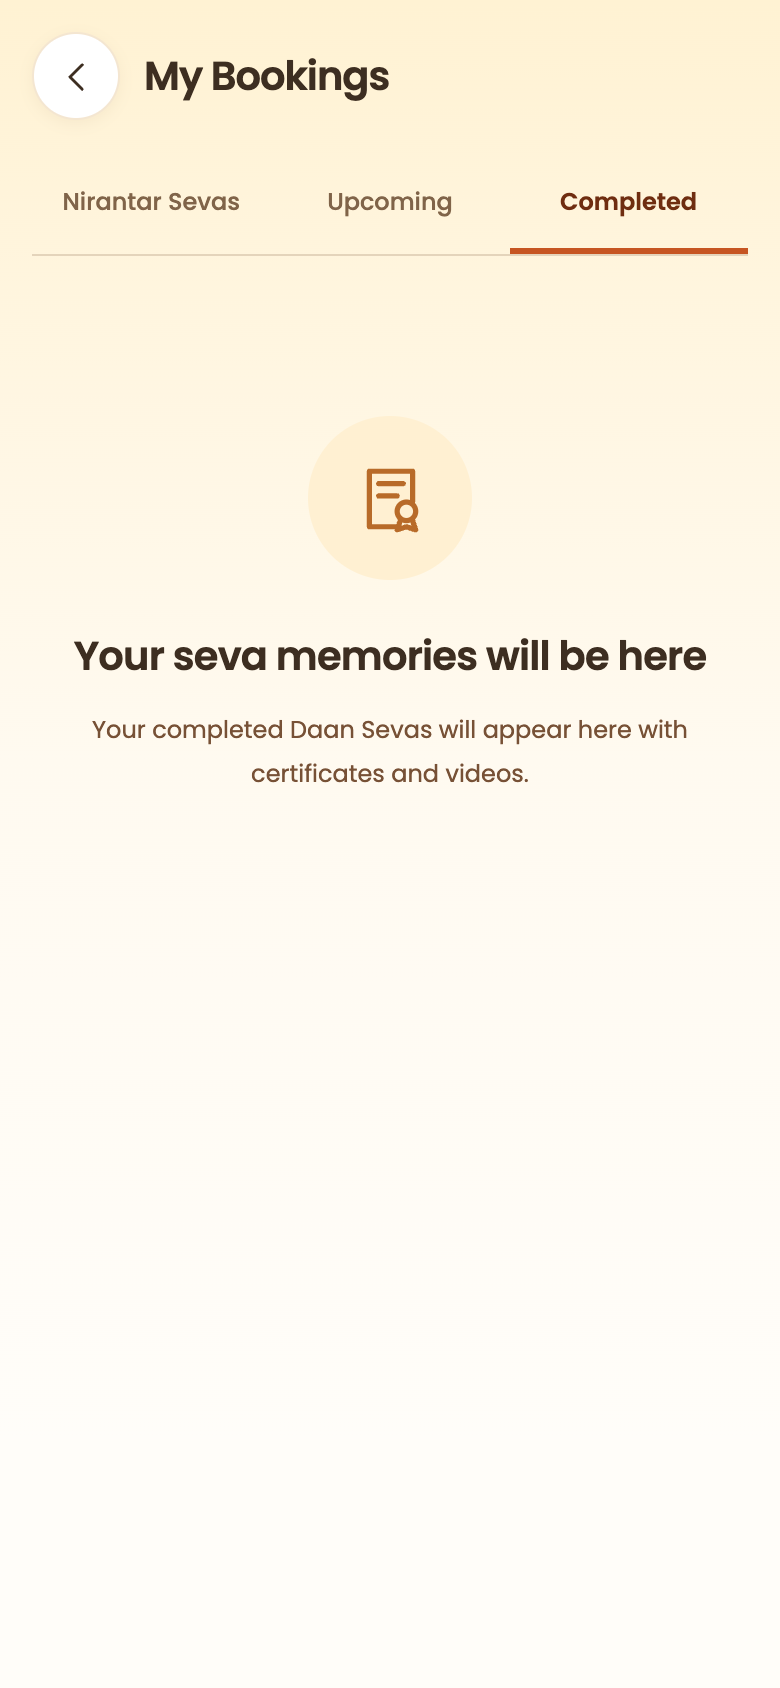 My Bookings
Nirantar Sevas
Upcoming
Completed
Your seva memories will be here
Your completed Daan Sevas will appear here with
certificates and videos.